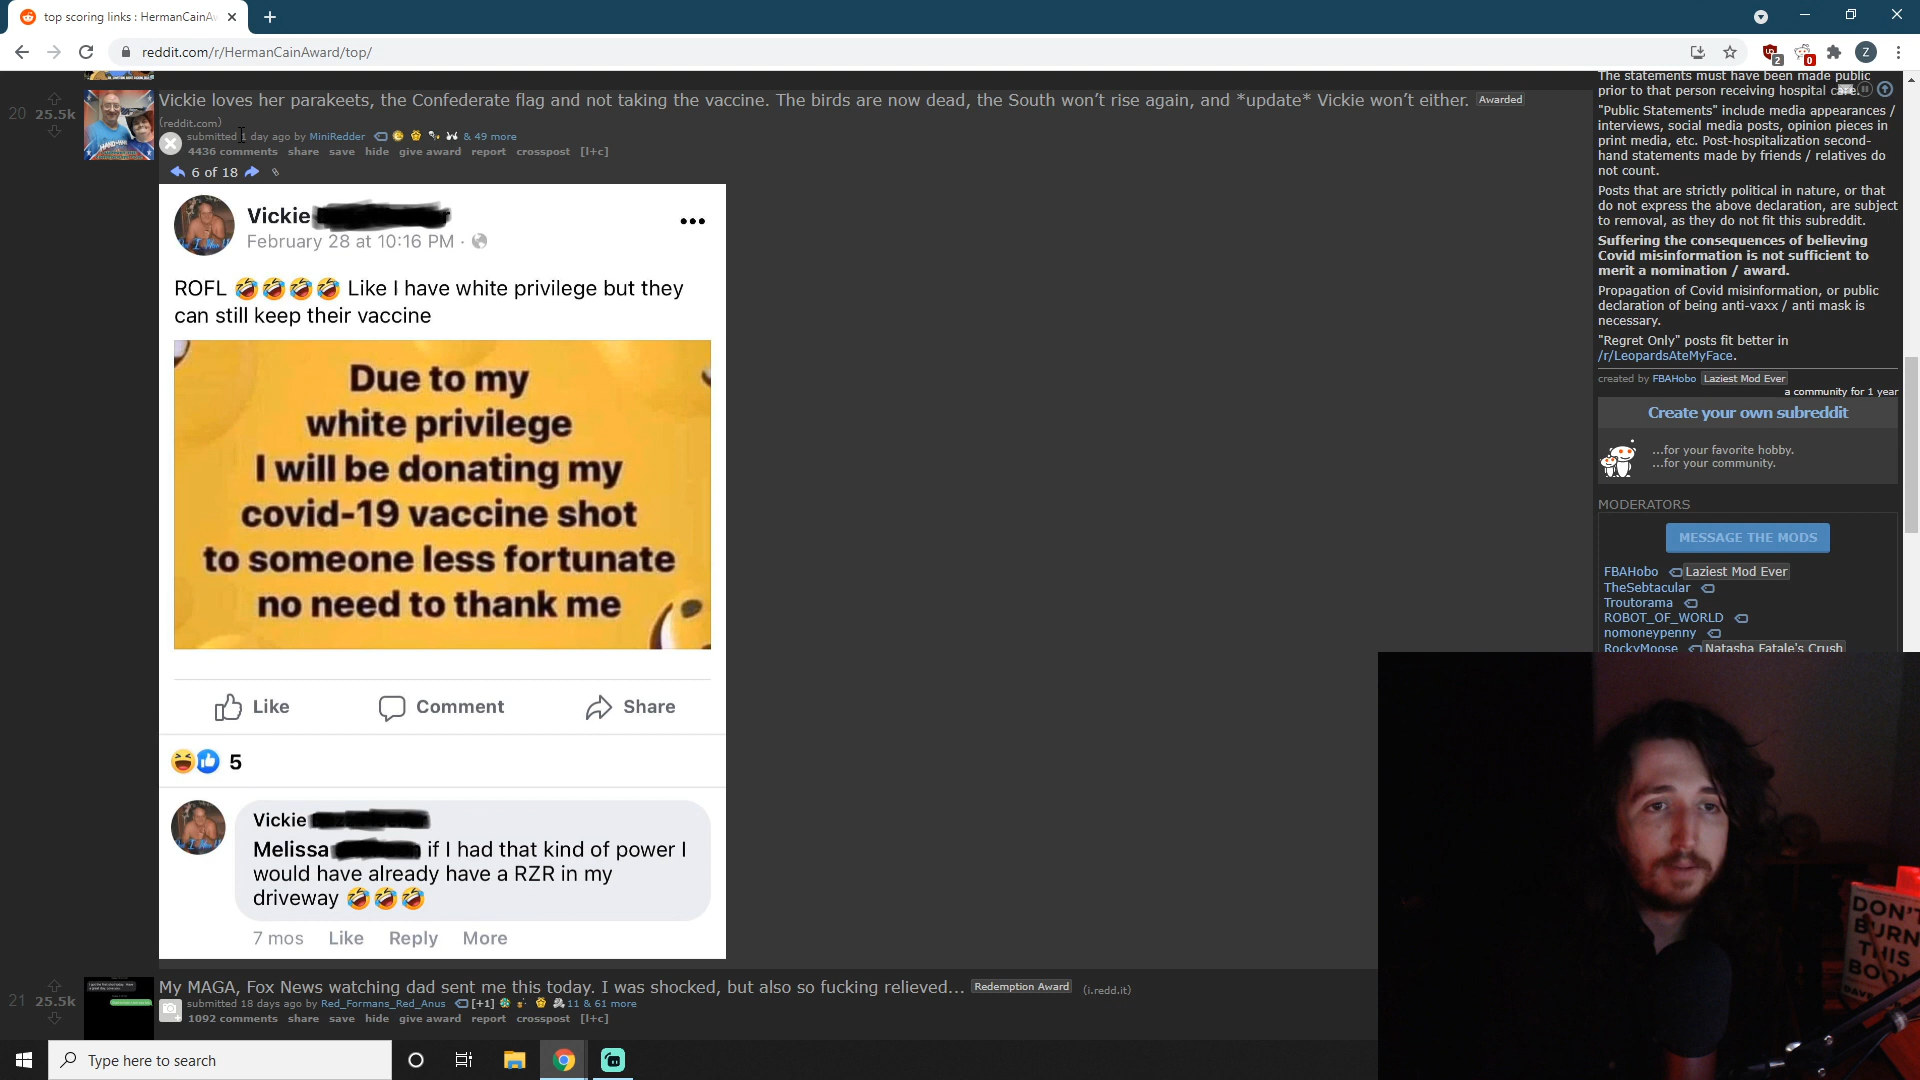 top scoring links : HermanCainAw
reddit.com/r/HermanCainAward/top/
2
0
Z
20
25.5k
Vickie loves her parakeets, the Confederate flag and not taking the vaccine. The birds are now dead, the South won't rise again, and *update* Vickie won't either. Awarded
(reddit.com)
submitted 1 day ago by MiniRedder & 49 more
4436 comments share save hide give award report crosspost [l+c]
6 of 18
Vickie
February 28 at 10:16 PM ·
ROFL 🤣🤣🤣🤣 Like I have white privilege but they
can still keep their vaccine
Due to my
white privilege
I will be donating my
covid-19 vaccine shot
to someone less fortunate
no need to thank me
Like Comment Share
5
Vickie
Melissa if I had that kind of power I
would have already have a RZR in my
driveway 🤣🤣🤣
7 mos Like Reply More
21
25.5k
My MAGA, Fox News watching dad sent me this today. I was shocked, but also so fucking relieved... Redemption Award (i.redd.it)
submitted 18 days ago by Red_Formans_Red_Anus [+1] 11 & 61 more
1092 comments share save hide give award report crosspost [l+c]
The statements must have been made public
prior to that person receiving hospital care.
"Public Statements" include media appearances /
interviews, social media posts, opinion pieces in
print media, etc. Post-hospitalization second-
hand statements made by friends / relatives do
not count.
Posts that are strictly political in nature, or that
do not express the above declaration, are subject
to removal, as they do not fit this subreddit.
Suffering the consequences of believing
Covid misinformation is not sufficient to
merit a nomination / award.
Propagation of Covid misinformation, or public
declaration of being anti-vaxx / anti mask is
necessary.
"Regret Only" posts fit better in
/r/LeopardsAteMyFace.
created by FBAHobo Laziest Mod Ever
a community for 1 year
Create your own subreddit
...for your favorite hobby.
...for your community.
MODERATORS
MESSAGE THE MODS
FBAHobo Laziest Mod Ever
TheSebtacular
Troutorama
ROBOT_OF_WORLD
nomoneypenny
RockyMoose Natasha Fatale's Crush
DON'T
BURN
THIS
BOOK
DAVE
Type here to search